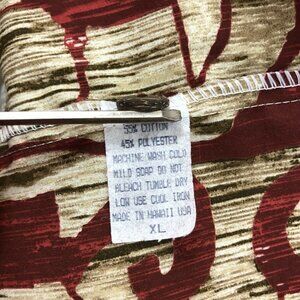 55% COTTON
45% POLYESTER
MACHINE WASH COLD
MILD SOAP DO NOT
BLEACH TUMBLE DRY
LOW USE COOL IRON
MADE IN HAWAII USA
XL